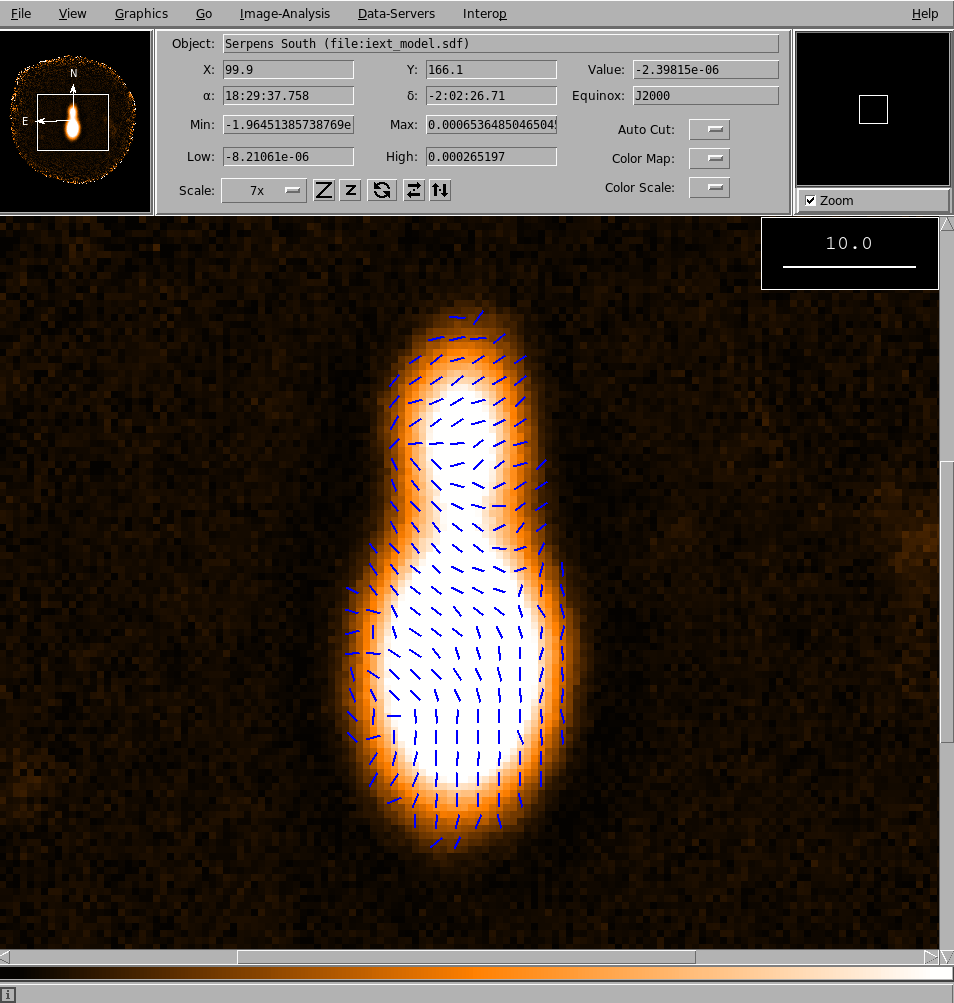 File View Graphics Go Image-Analysis Data-Servers Interop Help
Object: Serpens South (file:iext_model.sdf)
X: 99.9 Y: 166.1 Value: -2.39815e-06
α: 18:29:37.758 δ: -2:02:26.71 Equinox: J2000
Min: -1.96451385738769e Max: 0.00065364850465045 Auto Cut:
Low: -8.21061e-06 High: 0.000265197 Color Map:
Scale: 7x Z z Color Scale:
N
E
Zoom
10.0
i